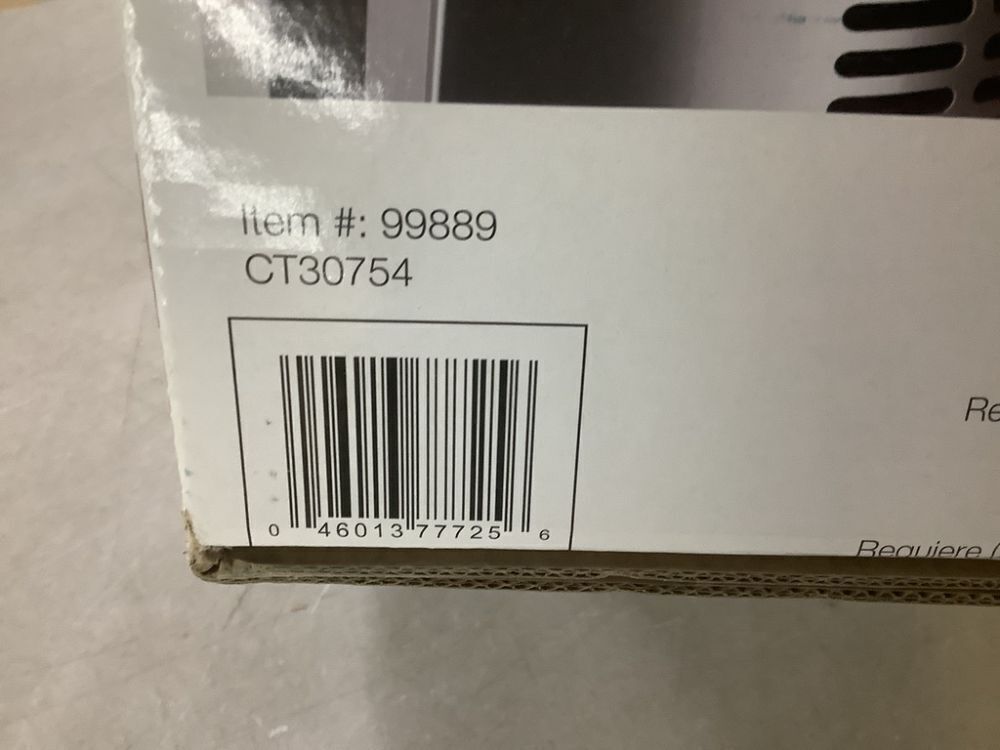 Item #: 99889
CT30754
0 46013 77725 6
Re
Requiere